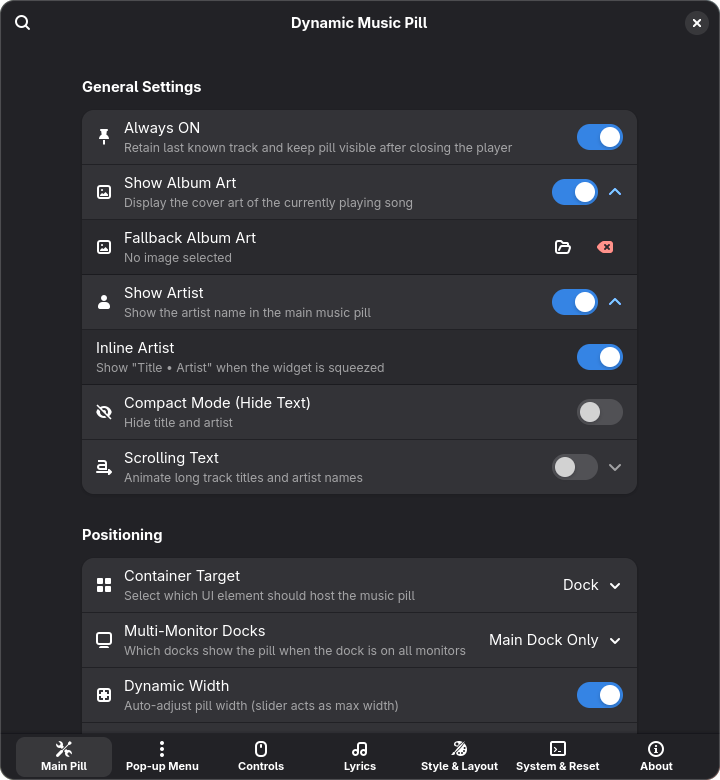 Dynamic Music Pill
General Settings
Always ON
Retain last known track and keep pill visible after closing the player
Show Album Art
Display the cover art of the currently playing song
Fallback Album Art
No image selected
Show Artist
Show the artist name in the main music pill
Inline Artist
Show "Title • Artist" when the widget is squeezed
Compact Mode (Hide Text)
Hide title and artist
Scrolling Text
Animate long track titles and artist names
Positioning
Container Target
Select which UI element should host the music pill
Dock
Multi-Monitor Docks
Which docks show the pill when the dock is on all monitors
Main Dock Only
Dynamic Width
Auto-adjust pill width (slider acts as max width)
Main Pill
Pop-up Menu
Controls
Lyrics
Style & Layout
System & Reset
About